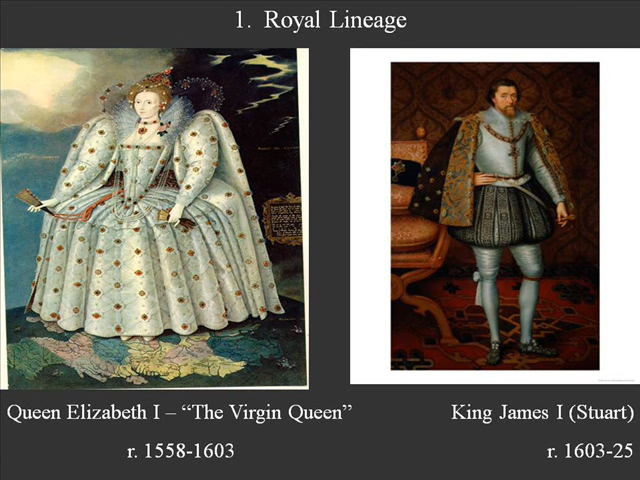 1. Royal Lineage
Queen Elizabeth I – “The Virgin Queen”
King James I (Stuart)
r. 1558-1603
r. 1603-25